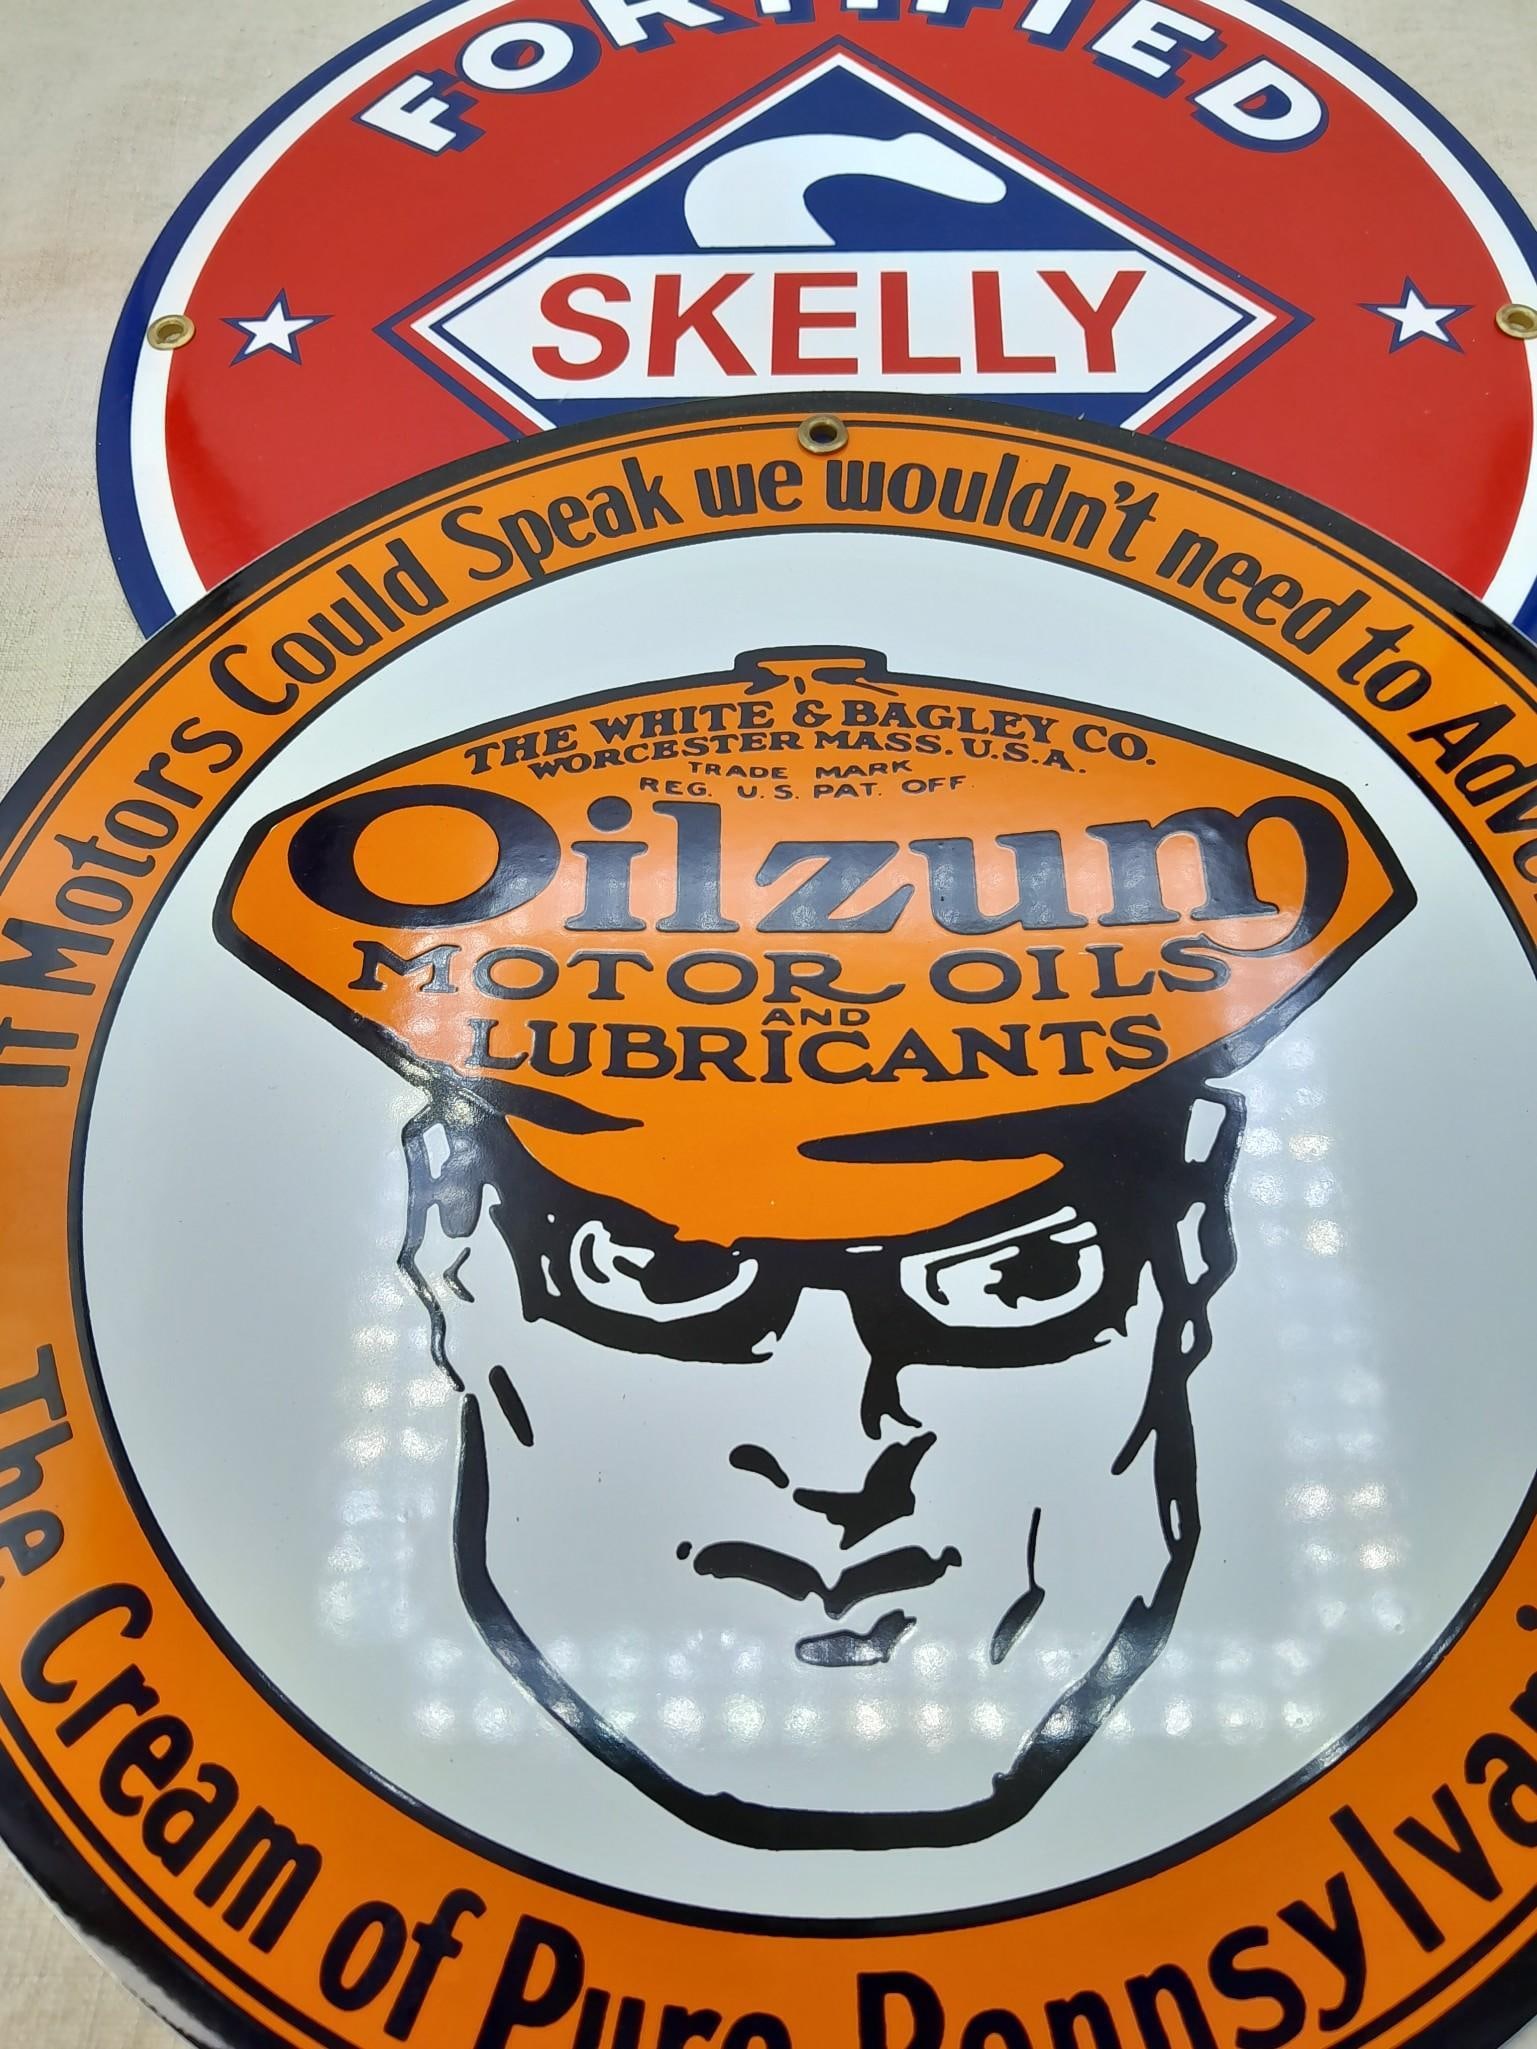 FORTIFIED
SKELLY
If Motors Could Speak we wouldn't need to
THE WHITE & BAGLEY CO.
WORCESTER MASS. U.S.A.
TRADE MARK
REG. U.S. PAT. OFF.
Oilzum
MOTOR OILS
AND
LUBRICANTS
The Cream of Pure